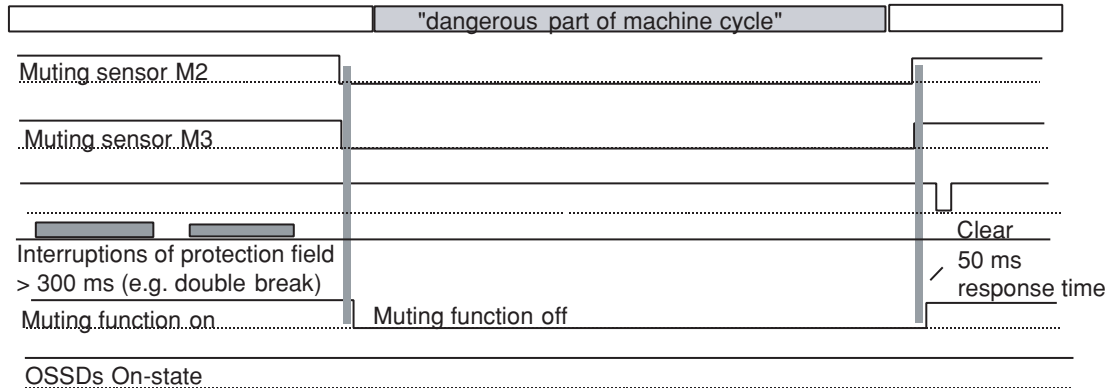 "dangerous part of machine cycle"
Muting sensor M2
Muting sensor M3
Clear
Interruptions of protection field
> 300 ms (e.g. double break)
50 ms
response time
Muting function on
Muting function off
OSSDs On-state